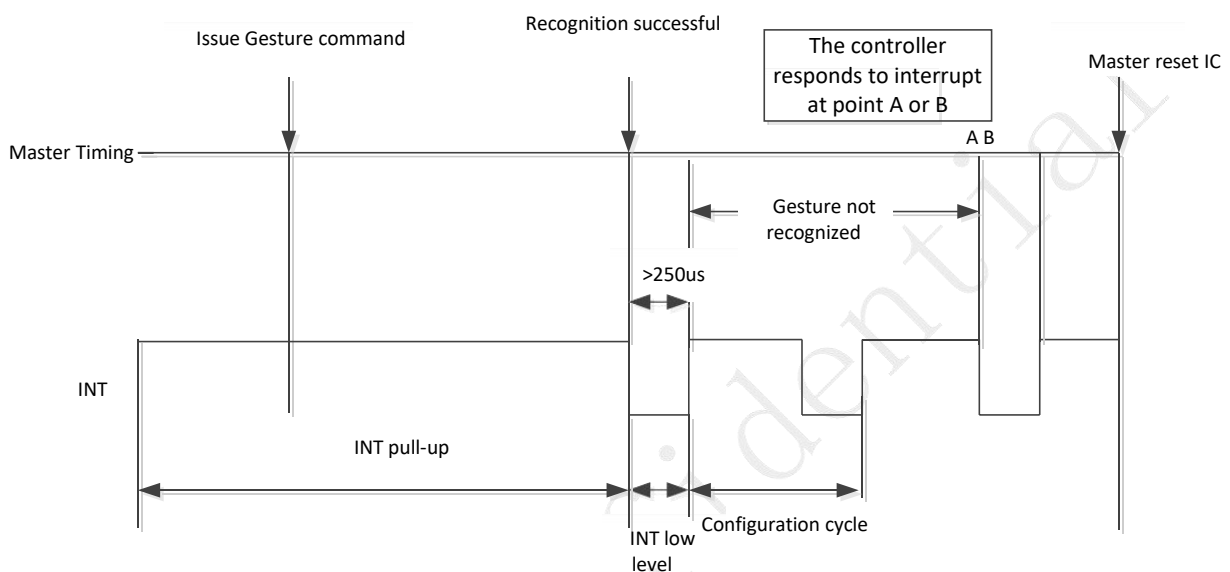 Issue Gesture command
Recognition successful
The controller
responds to interrupt
at point A or B
Master reset IC
Master Timing
A B
Gesture not
recognized
>250us
INT
INT pull-up
INT low
level
Configuration cycle
idential